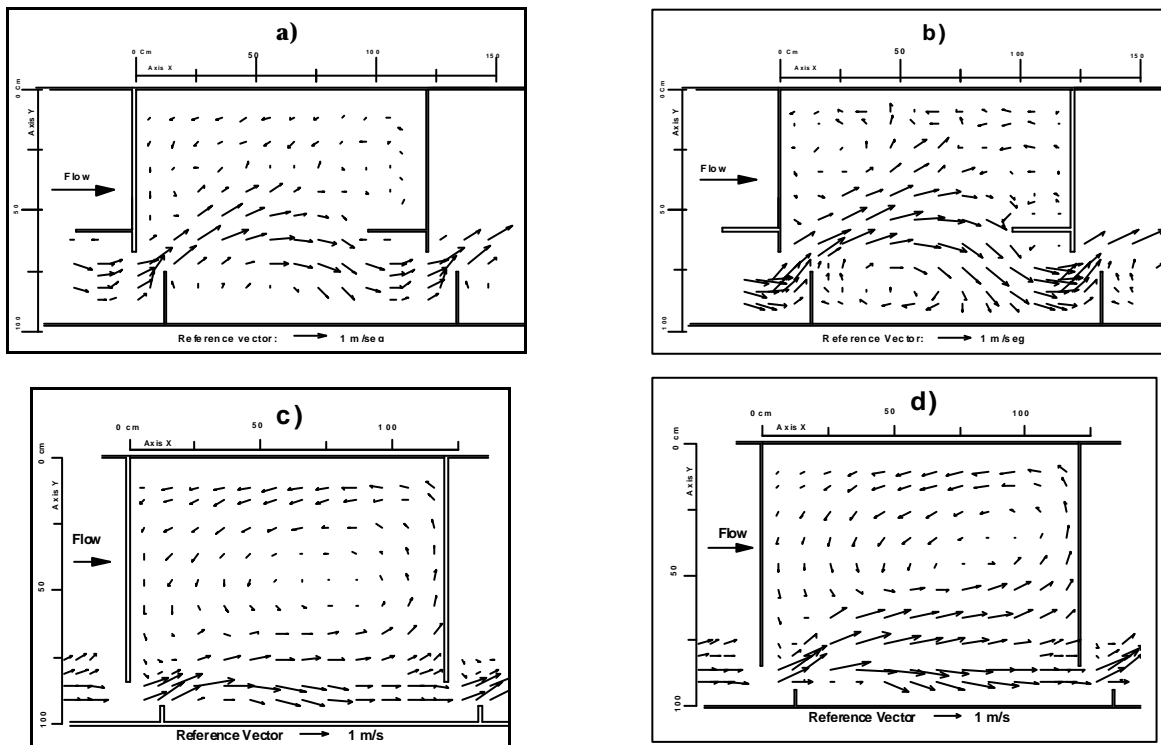 a)
0 Cm 50 100 150
Axis X
0 Cm
Axis Y
Flow
50
100
Reference vector: 1 m/seg
b)
0 Cm 50 100 150
Axis X
0 Cm
Axis Y
Flow
50
100
Reference Vector: 1 m/seg
c)
0 cm 50 100
Axis X
0 cm
Axis Y
Flow
50
100
Reference Vector 1 m/s
d)
0 cm 50 100
Axis X
0 cm
Axis Y
Flow
50
100
Reference Vector 1 m/s